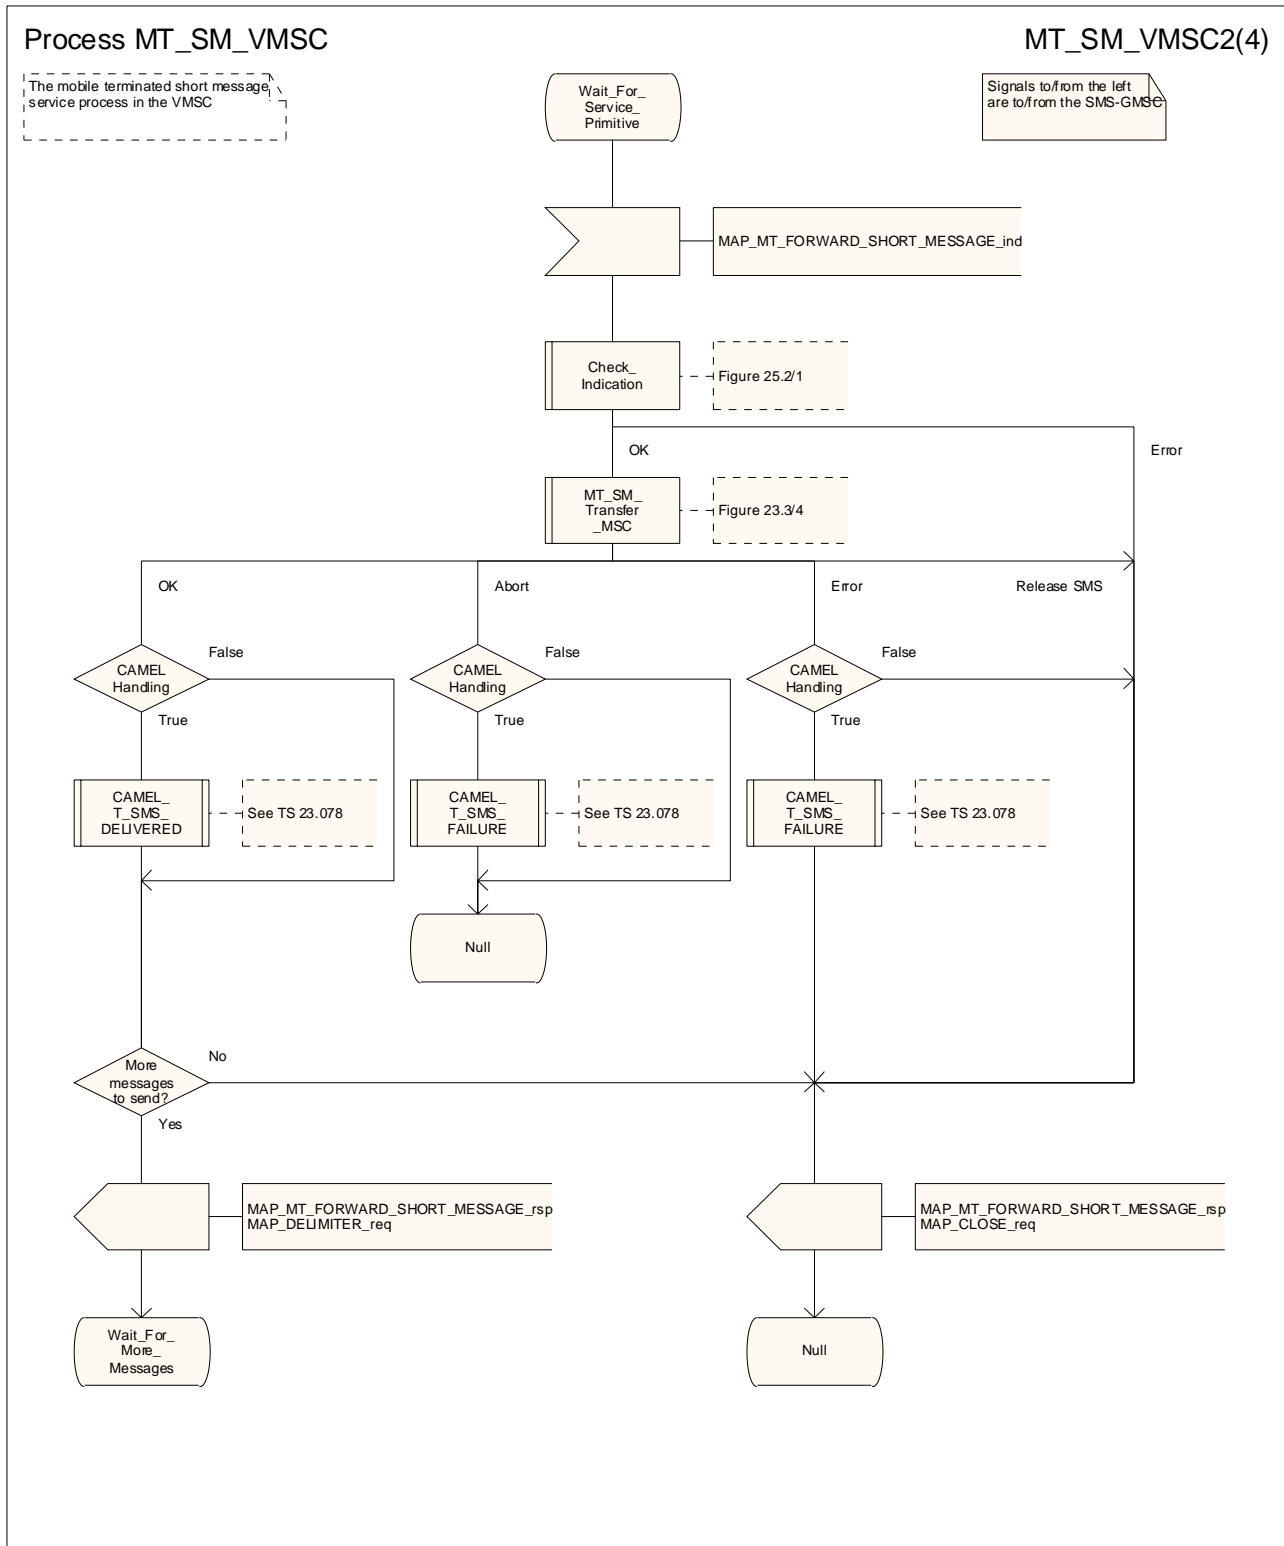 Process MT_SM_VMSC
MT_SM_VMSC2(4)
The mobile terminated short message
service process in the VMSC
Wait_For_
Service_
Primitive
Signals to/from the left
are to/from the SMS-GMSC
MAP_MT_FORWARD_SHORT_MESSAGE_ind
Check_
Indication
Figure 25.2/1
OK
Error
MT_SM_
Transfer
_MSC
Figure 23.3/4
OK
Abort
Error
Release SMS
CAMEL
Handling
False
True
CAMEL
Handling
False
True
CAMEL
Handling
False
True
CAMEL_
T_SMS_
DELIVERED
See TS 23.078
CAMEL_
T_SMS_
FAILURE
See TS 23.078
CAMEL_
T_SMS_
FAILURE
See TS 23.078
Null
More
messages
to send?
No
Yes
MAP_MT_FORWARD_SHORT_MESSAGE_rsp
MAP_DELIMITER_req
MAP_MT_FORWARD_SHORT_MESSAGE_rsp
MAP_CLOSE_req
Wait_For_
More_
Messages
Null